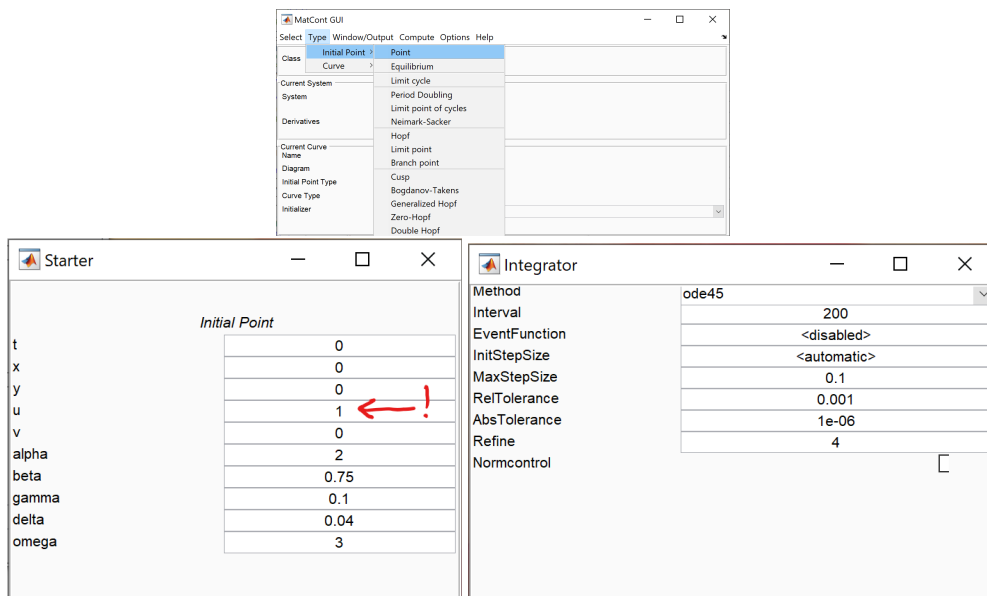 MatCont GUI
Select Type Window/Output Compute Options Help
Class
Initial Point >
Curve >
Point
Equilibrium
Limit cycle
Period Doubling
Limit point of cycles
Neimark-Sacker
Hopf
Limit point
Branch point
Cusp
Bogdanov-Takens
Generalized Hopf
Zero-Hopf
Double Hopf
Current System
System
Derivatives
Current Curve
Name
Diagram
Initial Point Type
Curve Type
Initializer
Starter
Initial Point
t 0
x 0
y 0
u 1 !
v 0
alpha 2
beta 0.75
gamma 0.1
delta 0.04
omega 3
Integrator
Method ode45
Interval 200
EventFunction <disabled>
InitStepSize <automatic>
MaxStepSize 0.1
RelTolerance 0.001
AbsTolerance 1e-06
Refine 4
Normcontrol